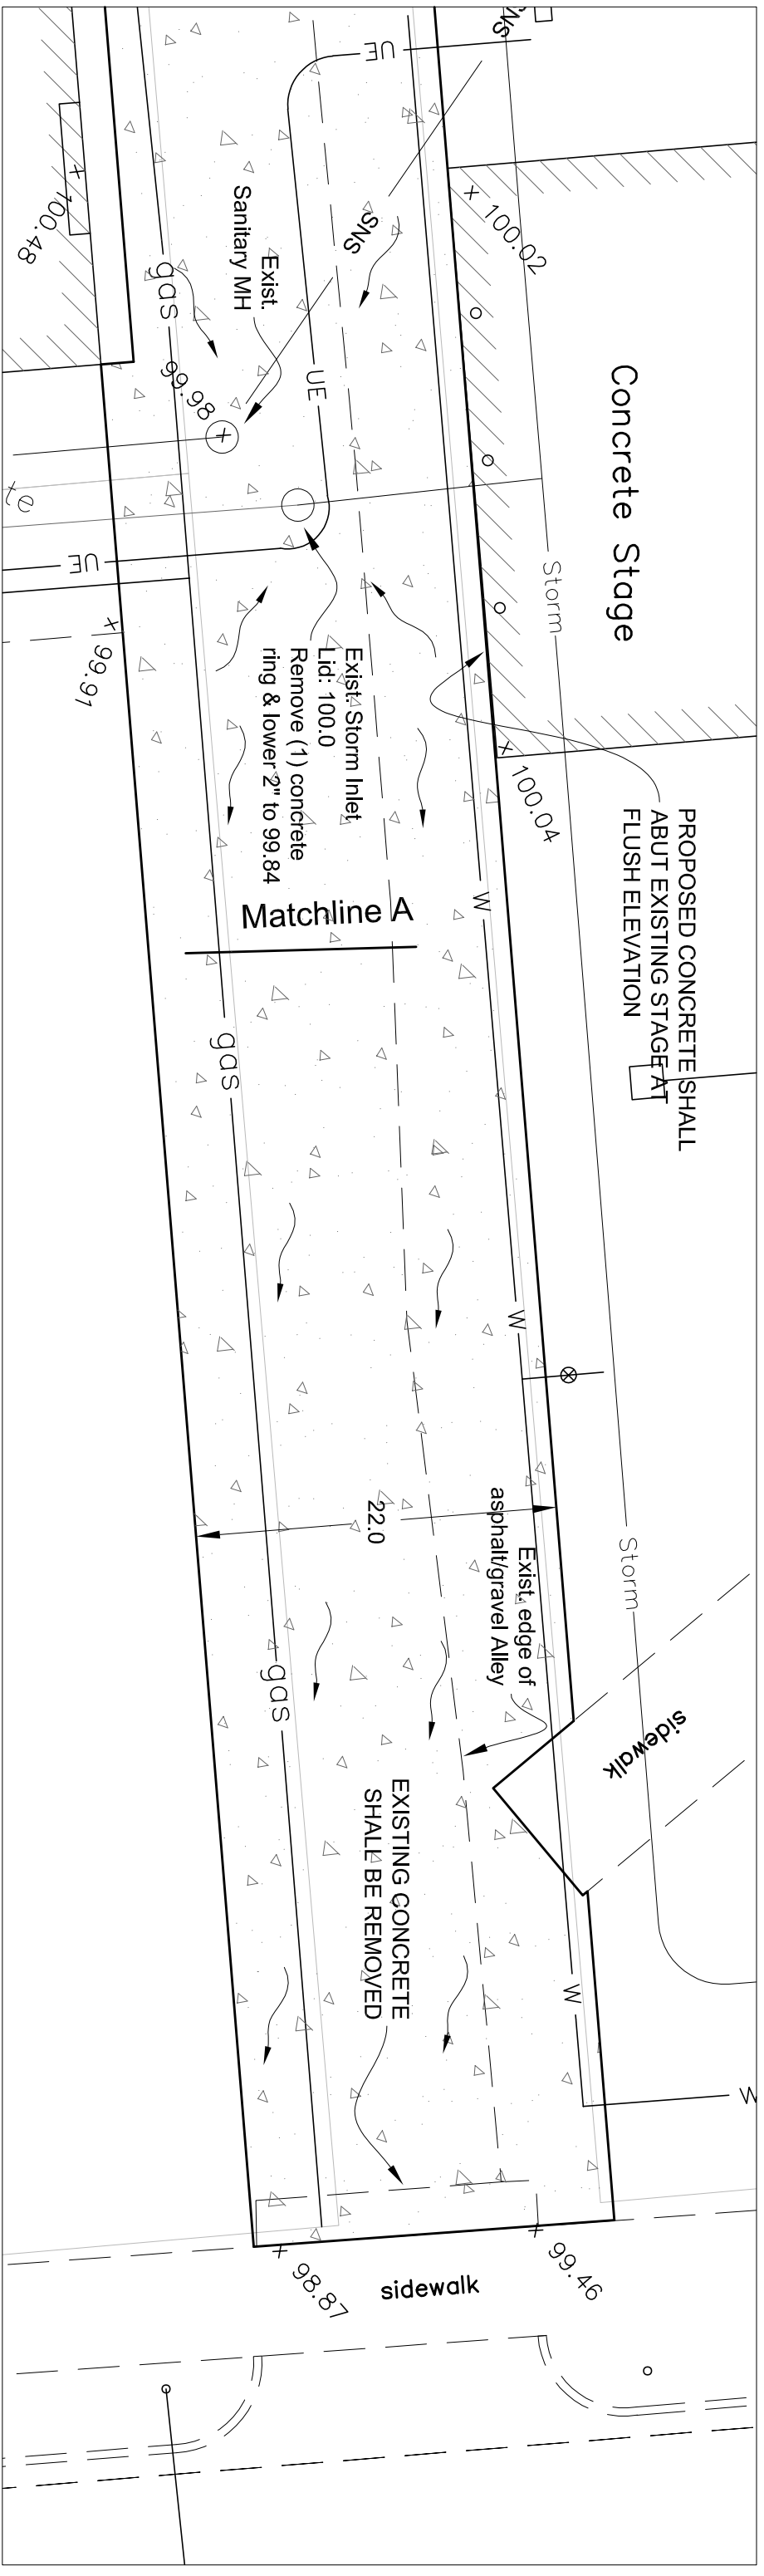 SNS
UE
100.48
100.02
SNS
Exist.
Sanitary MH
gas
99.98
UE
Concrete Stage
UE
Storm
99.91
Exist. Storm Inlet
Lid: 100.0
Remove (1) concrete
ring & lower 2" to 99.84
100.04
PROPOSED CONCRETE SHALL
ABUT EXISTING STAGE AT
FLUSH ELEVATION
W
Matchline A
gas
W
22.0
Exist. edge of
asphalt/gravel Alley
Storm
gas
sidewalk
EXISTING CONCRETE
SHALL BE REMOVED
W
W
99.46
98.87
sidewalk